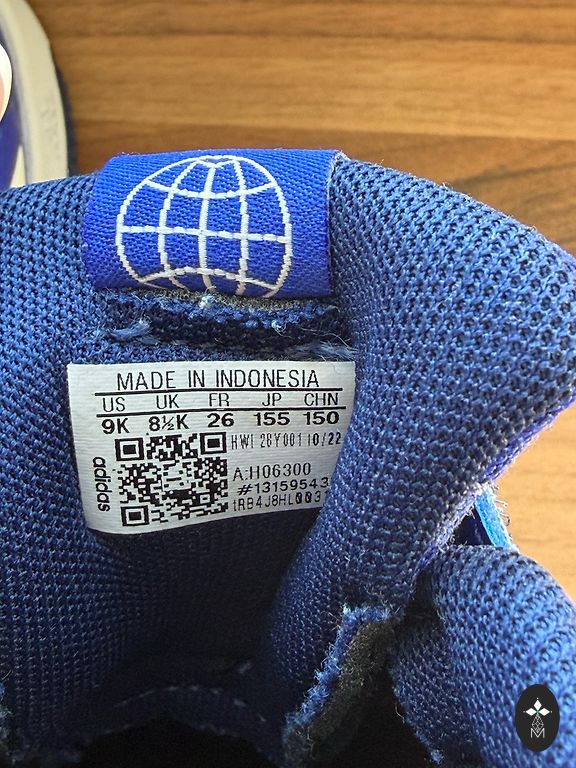 MADE IN INDONESIA
US UK FR JP CHN
9K 8½K 26 155 150
HWI 28Y001 10/22
A:H06300
#13159543
adidas